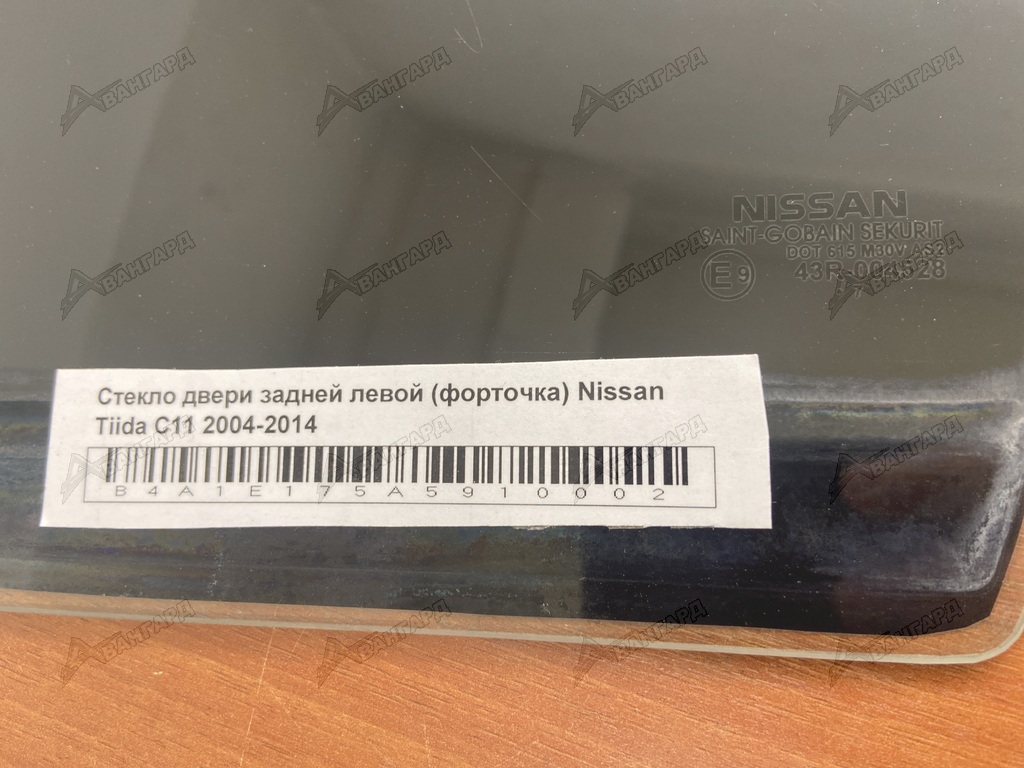 NISSAN
SAINT-GOBAIN SEKURIT
DOT 615 M30V AS2
E9
43R-004528
Стекло двери задней левой (форточка) Nissan
Tiida C11 2004-2014
B4A1E175A5910002
АВАНГАРД